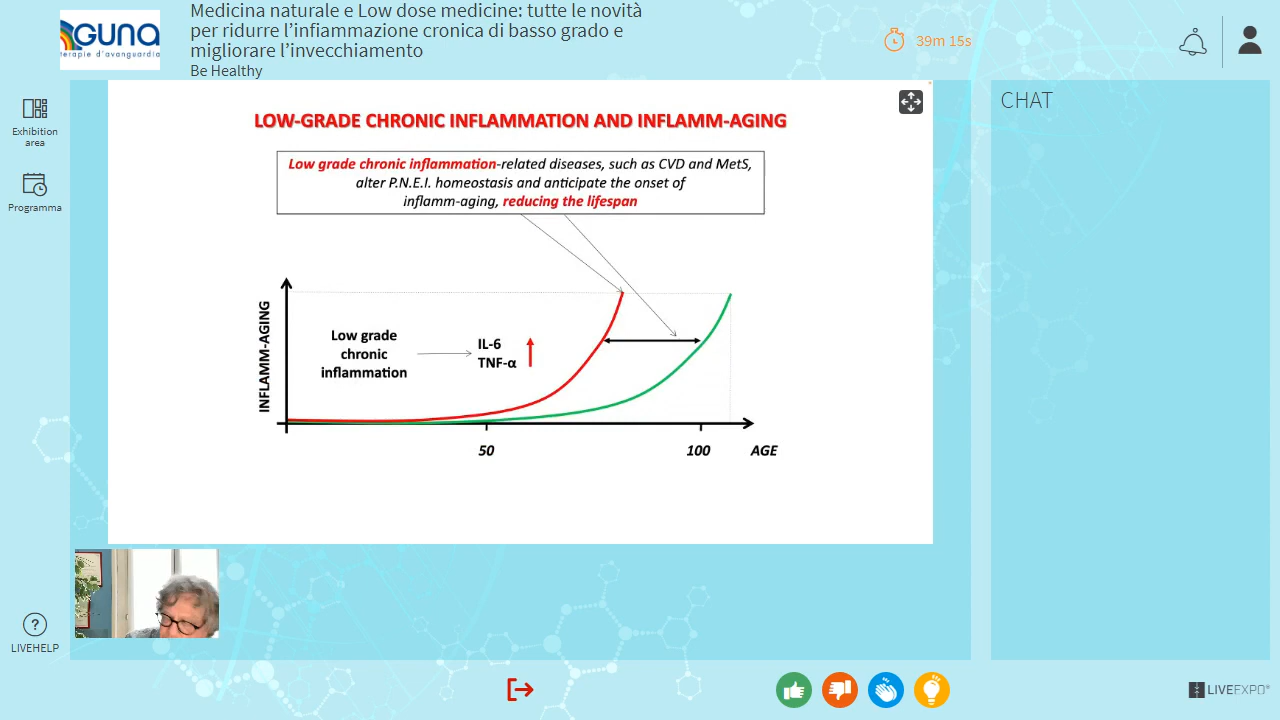 GUNA
terapie d'avanguardia
Medicina naturale e Low dose medicine: tutte le novità
per ridurre l'infiammazione cronica di basso grado e
migliorare l'invecchiamento
Be Healthy
39m 15s
Exhibition
area
Programma
LIVEHELP
CHAT
LOW-GRADE CHRONIC INFLAMMATION AND INFLAMM-AGING
Low grade chronic inflammation-related diseases, such as CVD and MetS,
alter P.N.E.I. homeostasis and anticipate the onset of
inflamm-aging, reducing the lifespan
INFLAMM-AGING
Low grade
chronic
inflammation
IL-6
TNF-α
50
100
AGE
LIVEEXPO